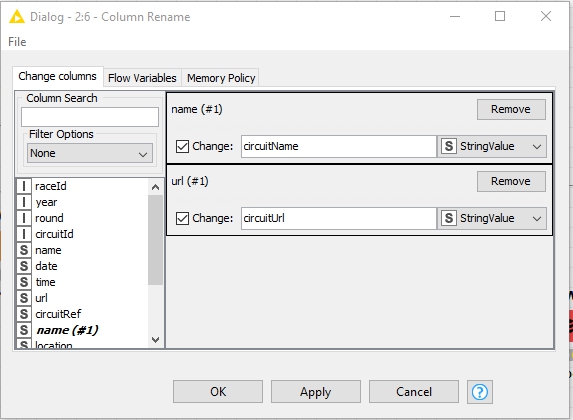 Dialog - 2:6 - Column Rename
File
Change columns Flow Variables Memory Policy
Column Search
Filter Options
None
I raceId
I year
I round
I circuitId
S name
S date
S time
S url
S circuitRef
S name (#1)
S location
name (#1) Remove
Change: circuitName S StringValue
url (#1) Remove
Change: circuitUrl S StringValue
OK Apply Cancel ?